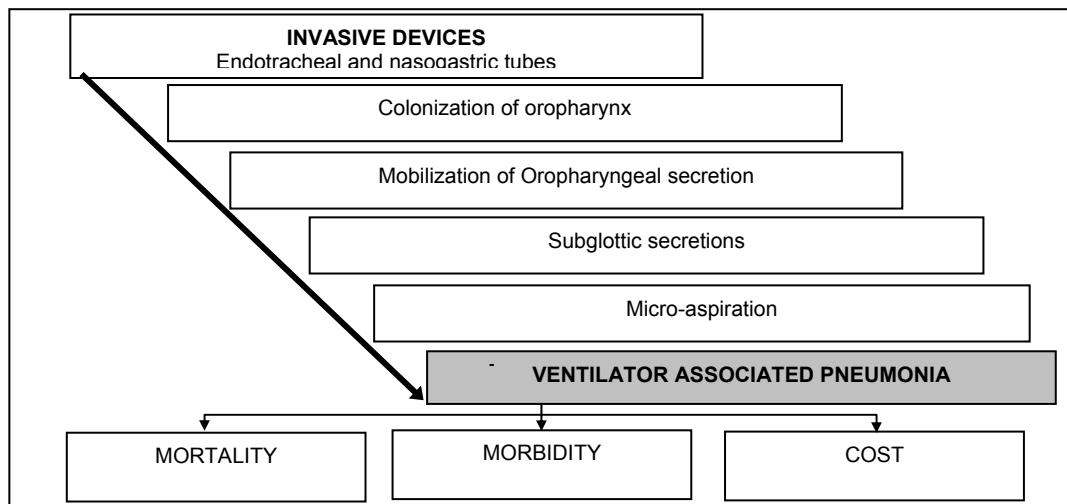 INVASIVE DEVICES
Endotracheal and nasogastric tubes
Colonization of oropharynx
Mobilization of Oropharyngeal secretion
Subglottic secretions
Micro-aspiration
VENTILATOR ASSOCIATED PNEUMONIA
MORTALITY
MORBIDITY
COST